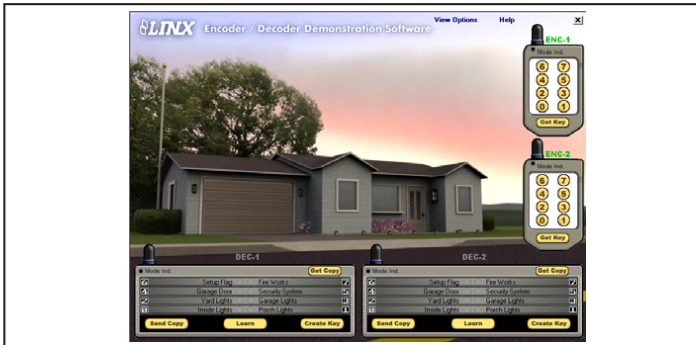 LINX Encoder / Decoder Demonstration Software
View Options Help X
ENC-1
Mode Ind.
6 7
4 5
2 3
0 1
Get Key
ENC-2
Mode Ind.
6 7
4 5
2 3
0 1
Get Key
DEC-1
Mode Ind. Get Copy
Setup Flag Fire Works
Garage Door Security System
Yard Lights Garage Lights
Inside Lights Porch Lights
Send Copy Learn Create Key
DEC-2
Mode Ind. Get Copy
Setup Flag Fire Works
Garage Door Security System
Yard Lights Garage Lights
Inside Lights Porch Lights
Send Copy Learn Create Key